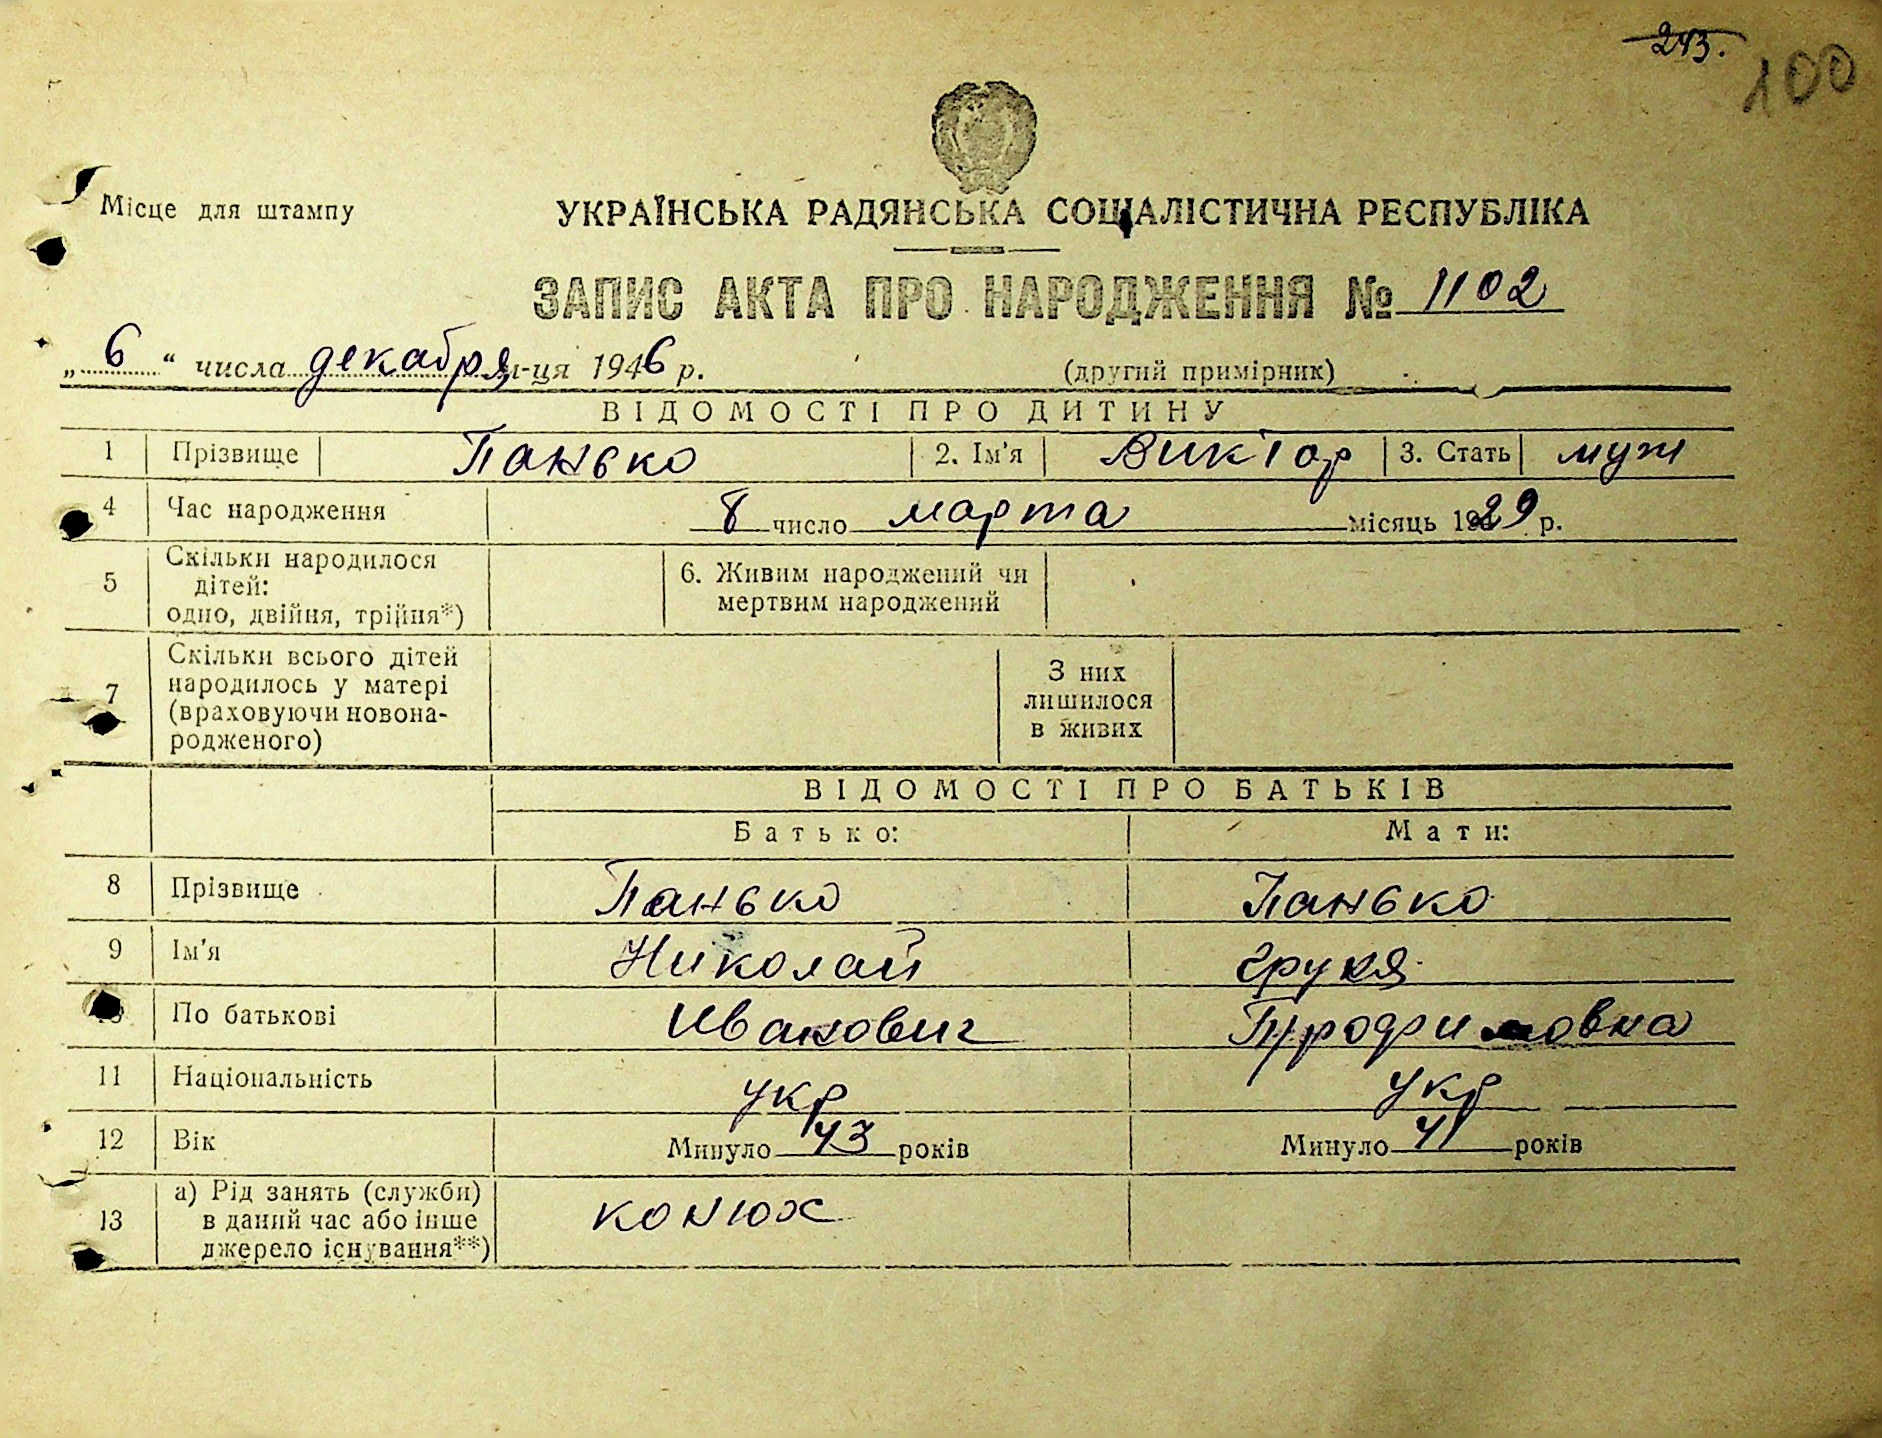 243.
100
Місце для штампу
УКРАЇНСЬКА РАДЯНСЬКА СОЦІАЛІСТИЧНА РЕСПУБЛІКА
ЗАПИС АКТА ПРО НАРОДЖЕННЯ № 1102
„ 6 “ числа декабря м-ця 1946 р. (другий примірник)
ВІДОМОСТІ ПРО ДИТИНУ
1 Прізвище Панько 2. Ім'я Виктор 3. Стать муж
4 Час народження 8 число марта місяць 1929 р.
5 Скільки народилося
дітей:
одно, двійня, трійня*)
6. Живим народжений чи
мертвим народжений
7 Скільки всього дітей
народилось у матері
(враховуючи новона-
родженого)
З них
лишилося
в живих
ВІДОМОСТІ ПРО БАТЬКІВ
Батько: Мати:
8 Прізвище Панько Панько
9 Ім'я Николай
10 По батькові Иванович Профимовна
11 Національність укр укр
12 Вік Минуло 43 років Минуло 41 років
13 а) Рід занять (служби)
в даний час або інше
джерело існування**)
конюх